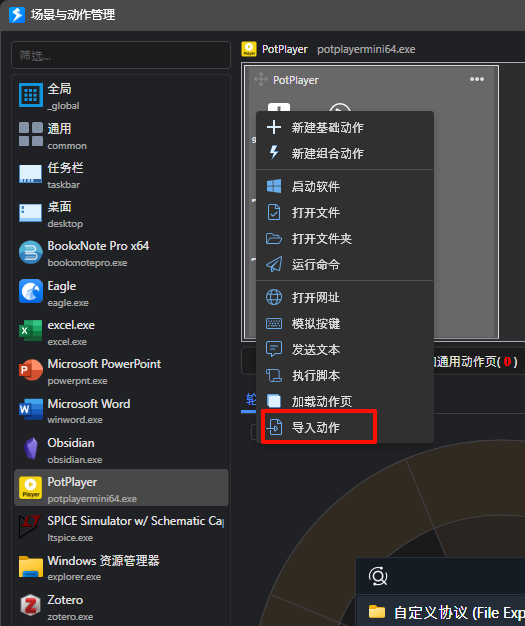 场景与动作管理
筛选...
全局
_global
通用
common
任务栏
taskbar
桌面
desktop
BookxNote Pro x64
bookxnotepro.exe
Eagle
eagle.exe
excel.exe
excel.exe
Microsoft PowerPoint
powerpnt.exe
Microsoft Word
winword.exe
Obsidian
obsidian.exe
PotPlayer
potplayermini64.exe
SPICE Simulator w/ Schematic Cap
ltspice.exe
Windows 资源管理器
explorer.exe
Zotero
zotero.exe
PotPlayer potplayermini64.exe
PotPlayer
新建基础动作
新建组合动作
启动软件
打开文件
打开文件夹
运行命令
打开网址
模拟按键
发送文本
执行脚本
加载动作页
导入动作
通用动作页(
)
自定义协议 (File Exp